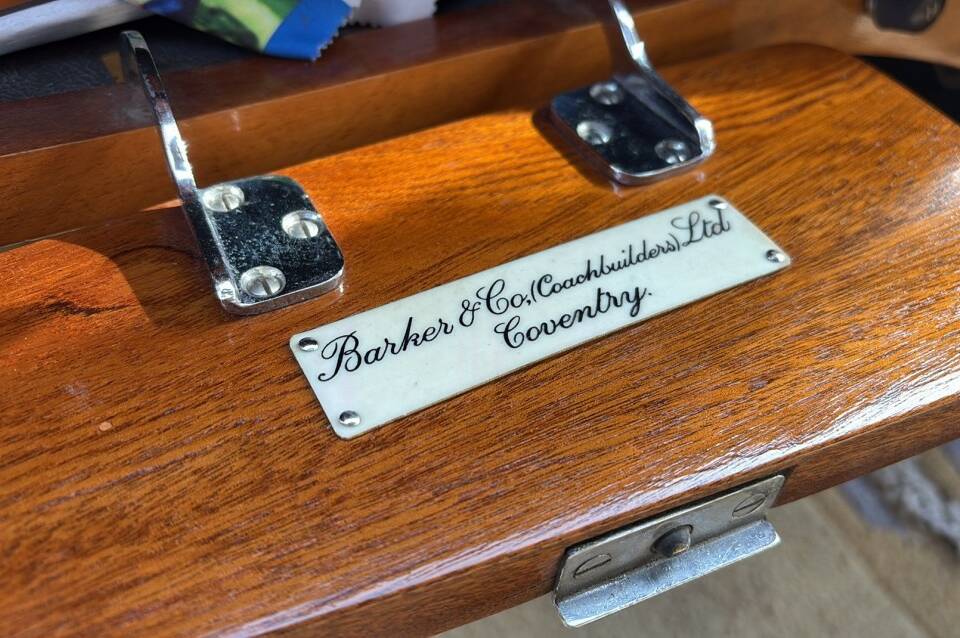 Barker & Co,(Coachbuilders) Ltd
Coventry.